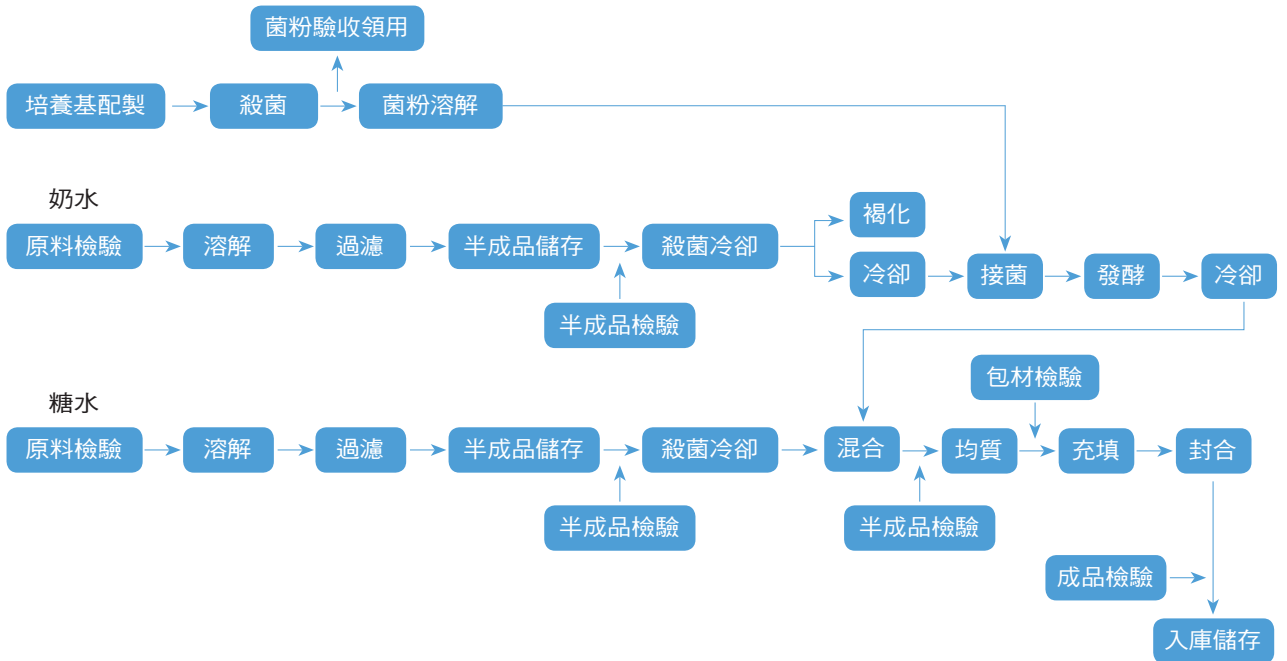 菌粉驗收領用
培養基配製
殺菌
菌粉溶解
奶水
原料檢驗
溶解
過濾
半成品儲存
殺菌冷卻
褐化
冷卻
接菌
發酵
冷卻
半成品檢驗
包材檢驗
糖水
原料檢驗
溶解
過濾
半成品儲存
殺菌冷卻
混合
均質
充填
封合
半成品檢驗
半成品檢驗
成品檢驗
入庫儲存